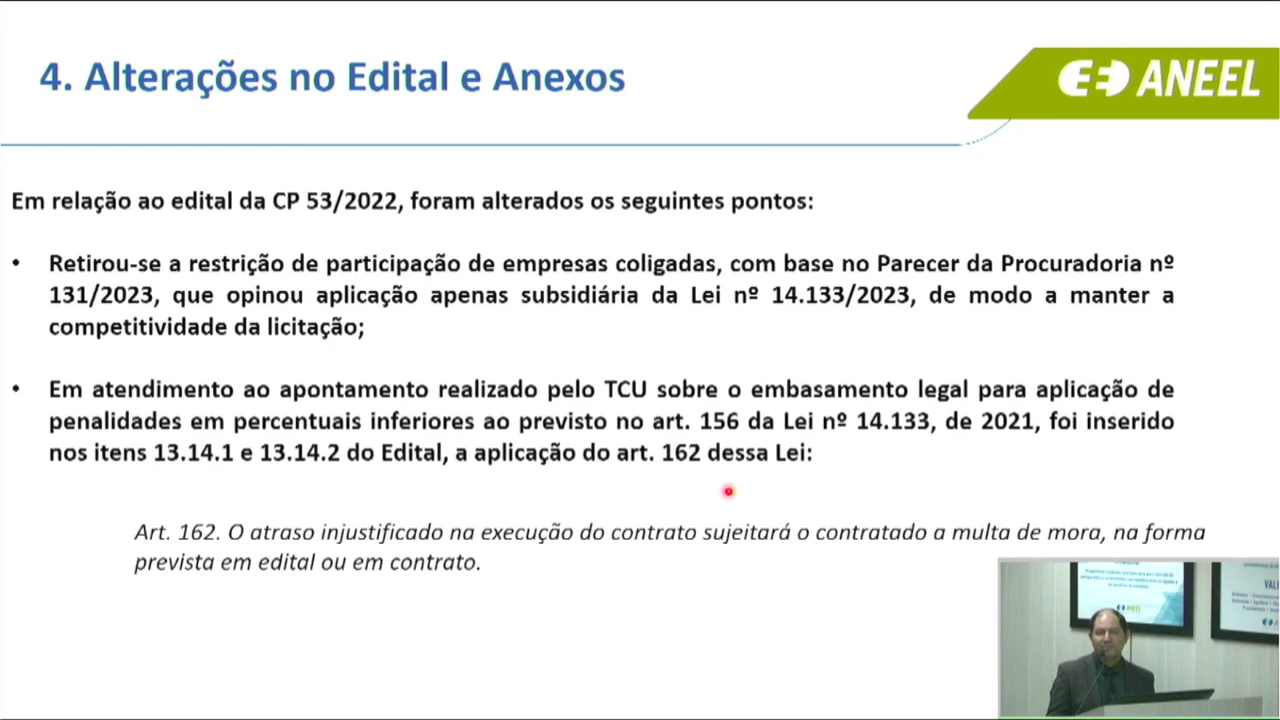 4. Alterações no Edital e Anexos
ANEEL
Em relação ao edital da CP 53/2022, foram alterados os seguintes pontos:
• Retirou-se a restrição de participação de empresas coligadas, com base no Parecer da Procuradoria nº
131/2023, que opinou aplicação apenas subsidiária da Lei nº 14.133/2023, de modo a manter a
competitividade da licitação;
• Em atendimento ao apontamento realizado pelo TCU sobre o embasamento legal para aplicação de
penalidades em percentuais inferiores ao previsto no art. 156 da Lei nº 14.133, de 2021, foi inserido
nos itens 13.14.1 e 13.14.2 do Edital, a aplicação do art. 162 dessa Lei:
Art. 162. O atraso injustificado na execução do contrato sujeitará o contratado a multa de mora, na forma
prevista em edital ou em contrato.
ANEEL